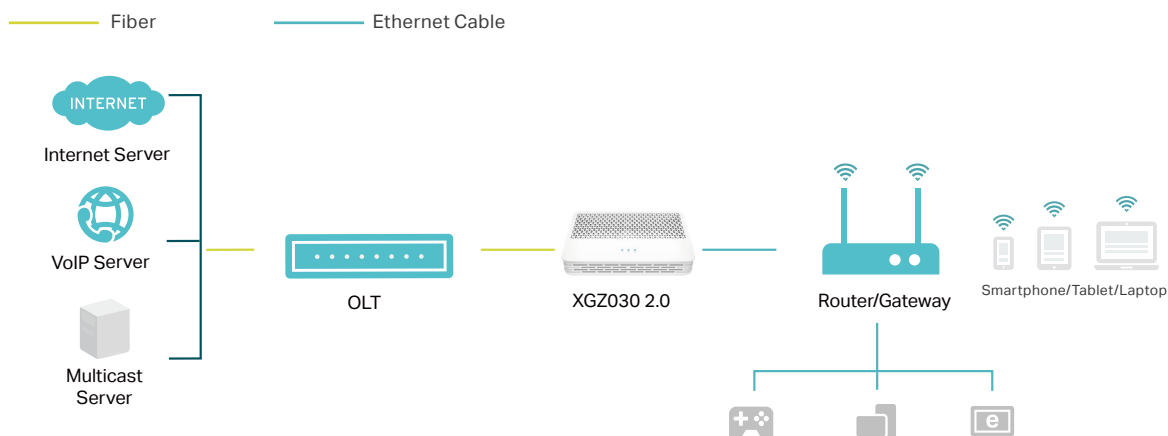 Fiber
Ethernet Cable
INTERNET
Internet Server
VoIP Server
Multicast
Server
OLT
XGZ030 2.0
Router/Gateway
Smartphone/Tablet/Laptop
e